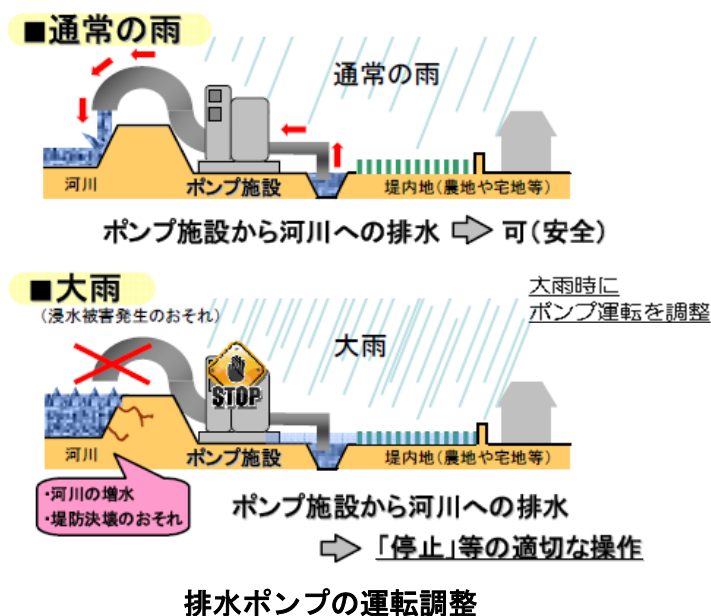 ■通常の雨
通常の雨
河川
ポンプ施設
堤内地(農地や宅地等)
ポンプ施設から河川への排水 ⇨ 可(安全)
■大雨
(浸水被害発生のおそれ)
大雨時に
ポンプ運転を調整
大雨
STOP
河川
ポンプ施設
堤内地(農地や宅地等)
・河川の増水
・堤防決壊のおそれ
ポンプ施設から河川への排水
⇨ 「停止」等の適切な操作
排水ポンプの運転調整